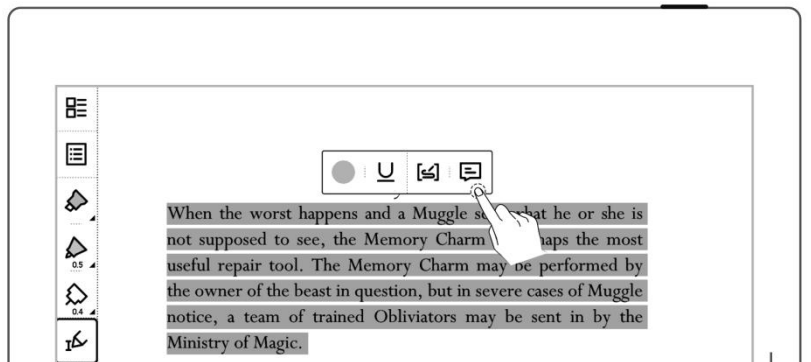 0.5
0.4
When the worst happens and a Muggle what he or she is
not supposed to see, the Memory Charm the most
useful repair tool. The Memory Charm may be performed by
the owner of the beast in question, but in severe cases of Muggle
notice, a team of trained Obliviators may be sent in by the
Ministry of Magic.